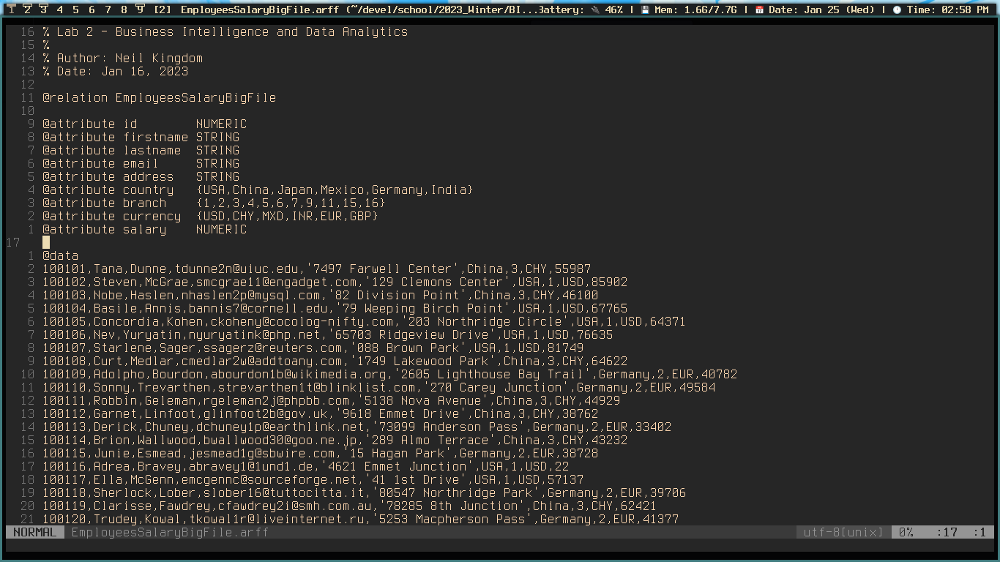 1 2 3 4 5 6 7 8 9 [2] EmployeesSalaryBigFile.arff (~/devel/school/2023_Winter/BI...Battery: 46% | Mem: 1.6G/7.7G | Date: Jan 25 (Wed) | Time: 02:58 PM
16 % Lab 2 - Business Intelligence and Data Analytics
15 %
14 % Author: Neil Kingdom
13 % Date: Jan 16, 2023
12
11 @relation EmployeesSalaryBigFile
10
9 @attribute id NUMERIC
8 @attribute firstname STRING
7 @attribute lastname STRING
6 @attribute email STRING
5 @attribute address STRING
4 @attribute country {USA,China,Japan,Mexico,Germany,India}
3 @attribute branch {1,2,3,4,5,6,7,9,11,15,16}
2 @attribute currency {USD,CHY,MXD,INR,EUR,GBP}
1 @attribute salary NUMERIC
17
1 @data
2 100101,Tana,Dunne,tdunne2n@uiuc.edu,'7497 Farwell Center',China,3,CHY,55987
3 100102,Steven,McGrae,smcgrae11@engadget.com,'129 Clemons Center',USA,1,USD,85902
4 100103,Nobe,Haslen,nhaslen2p@mysql.com,'82 Division Point',China,3,CHY,46100
5 100104,Basile,Annis,bannis7@cornell.edu,'79 Weeping Birch Point',USA,1,USD,67765
6 100105,Concordia,Kohen,ckoheny@cocolog-nifty.com,'203 Northridge Circle',USA,1,USD,64371
7 100106,Nev,Yuryatin,nyuryatink@php.net,'65703 Ridgeview Drive',USA,1,USD,76635
8 100107,Starlene,Sager,ssagerz@reuters.com,'088 Brown Park',USA,1,USD,81749
9 100108,Curt,Medlar,cmedlar2w@addtoany.com,'1749 Lakewood Park',China,3,CHY,64622
10 100109,Adolpho,Bourdon,abourdon1b@wikimedia.org,'2605 Lighthouse Bay Trail',Germany,2,EUR,40782
11 100110,Sonny,Trevarthen,strevarthen1t@blinklist.com,'270 Carey Junction',Germany,2,EUR,49584
12 100111,Robbin,Geleman,rgeleman2j@phpbb.com,'5138 Nova Avenue',China,3,CHY,44929
13 100112,Garnet,Linfoot,glinfoot2b@gov.uk,'9618 Emmet Drive',China,3,CHY,38762
14 100113,Derick,Chuney,dchuney1p@earthlink.net,'73099 Anderson Pass',Germany,2,EUR,33402
15 100114,Brion,Wallwood,bwallwood30@goo.ne.jp,'289 Almo Terrace',China,3,CHY,43232
16 100115,Junie,Esmead,jesmead1g@sbwire.com,'15 Hagan Park',Germany,2,EUR,38728
17 100116,Adrea,Bravey,abravey1@1und1.de,'4621 Emmet Junction',USA,1,USD,22
18 100117,Ella,McGenn,emcgennc@sourceforge.net,'41 1st Drive',USA,1,USD,57137
19 100118,Sherlock,Lober,slober16@tuttocitta.it,'80547 Northridge Park',Germany,2,EUR,39706
20 100119,Clarisse,Fawdrey,cfawdrey2i@smh.com.au,'78285 8th Junction',China,3,CHY,62421
21 100120,Trudey,Kowal,tkowal1r@liveinternet.ru,'5253 Macpherson Pass',Germany,2,EUR,41377
NORMAL EmployeesSalaryBigFile.arff utf-8[unix] 0% :17 :1